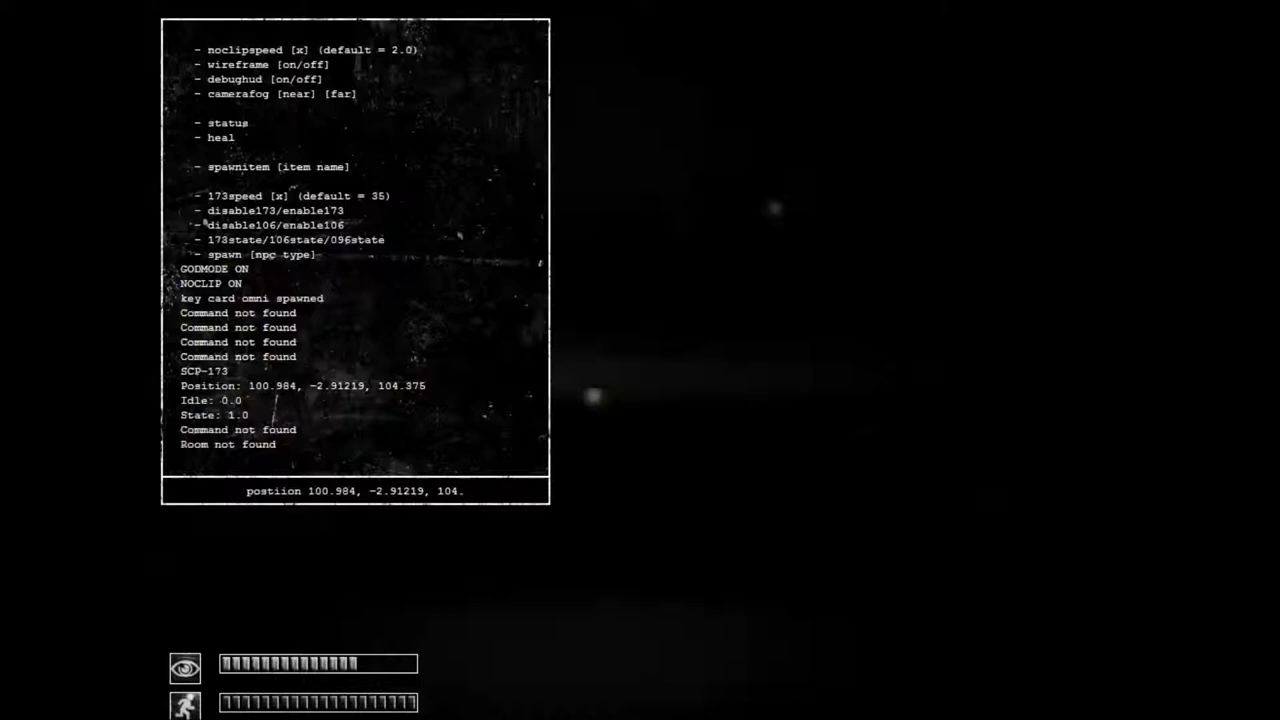 - noclipspeed [x] (default = 2.0)
- wireframe [on/off]
- debughud [on/off]
- camerafog [near] [far]
- status
- heal
- spawnitem [item name]
- 173speed [x] (default = 35)
- disable173/enable173
- disable106/enable106
- 173state/106state/096state
- spawn [npc type]
GODMODE ON
NOCLIP ON
key card omni spawned
Command not found
Command not found
Command not found
Command not found
SCP-173
Position: 100.984, -2.91219, 104.375
Idle: 0.0
State: 1.0
Command not found
Room not found
postiion 100.984, -2.91219, 104.